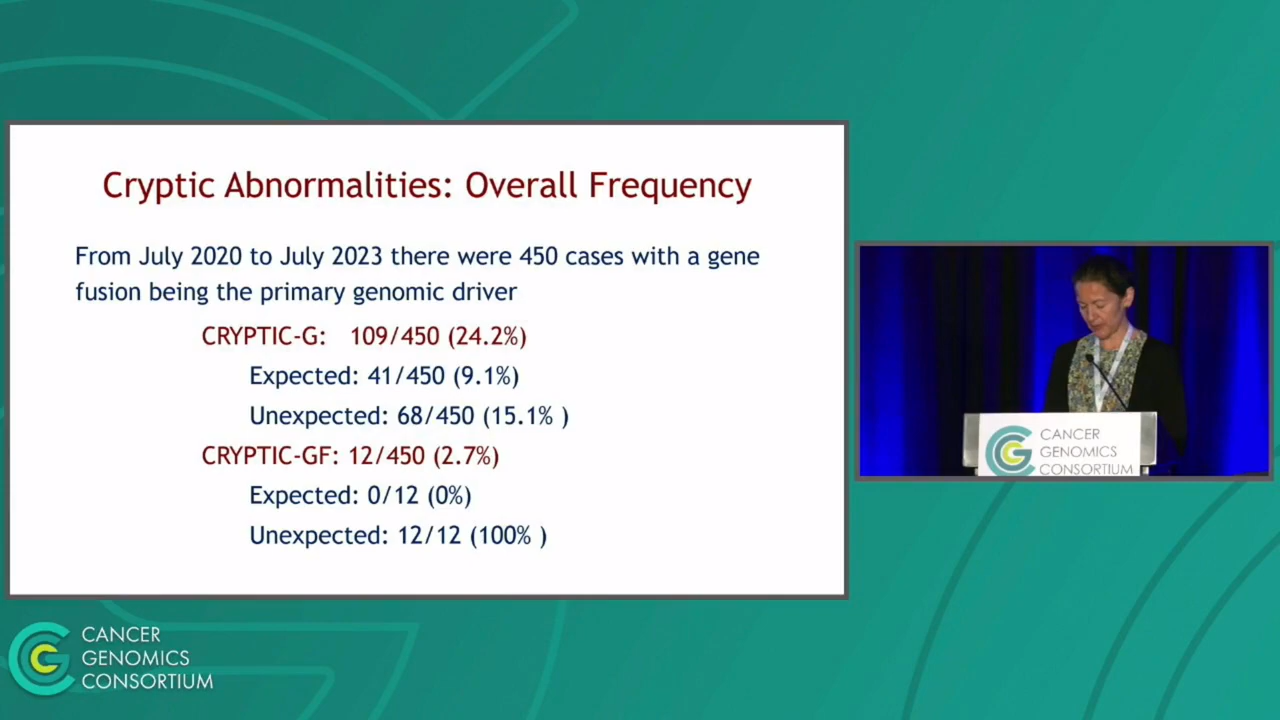 Cryptic Abnormalities: Overall Frequency
From July 2020 to July 2023 there were 450 cases with a gene
fusion being the primary genomic driver
CRYPTIC-G: 109/450 (24.2%)
Expected: 41/450 (9.1%)
Unexpected: 68/450 (15.1% )
CRYPTIC-GF: 12/450 (2.7%)
Expected: 0/12 (0%)
Unexpected: 12/12 (100% )
CANCER
GENOMICS
CONSORTIUM
CANCER
GENOMICS
CONSORTIUM